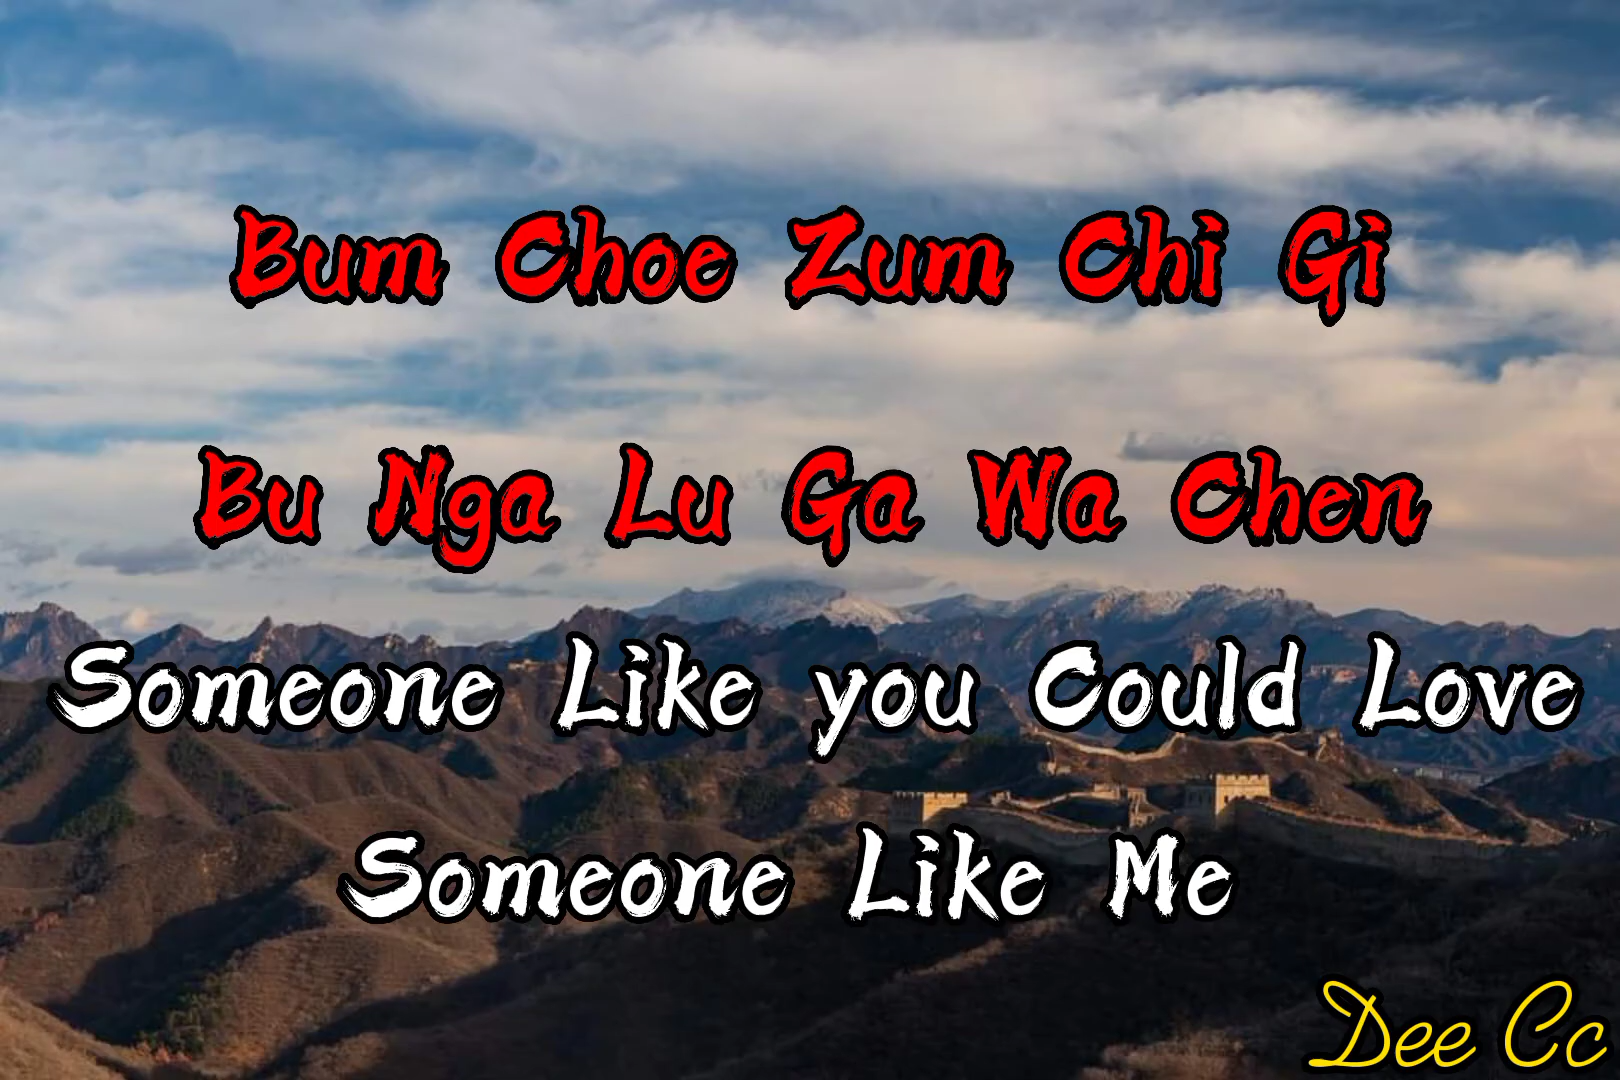 Bum Choe Zum Chi Gi
Bu Nga Lu Ga Wa Chen
Someone Like you Could Love
Someone Like Me
Dee Cc